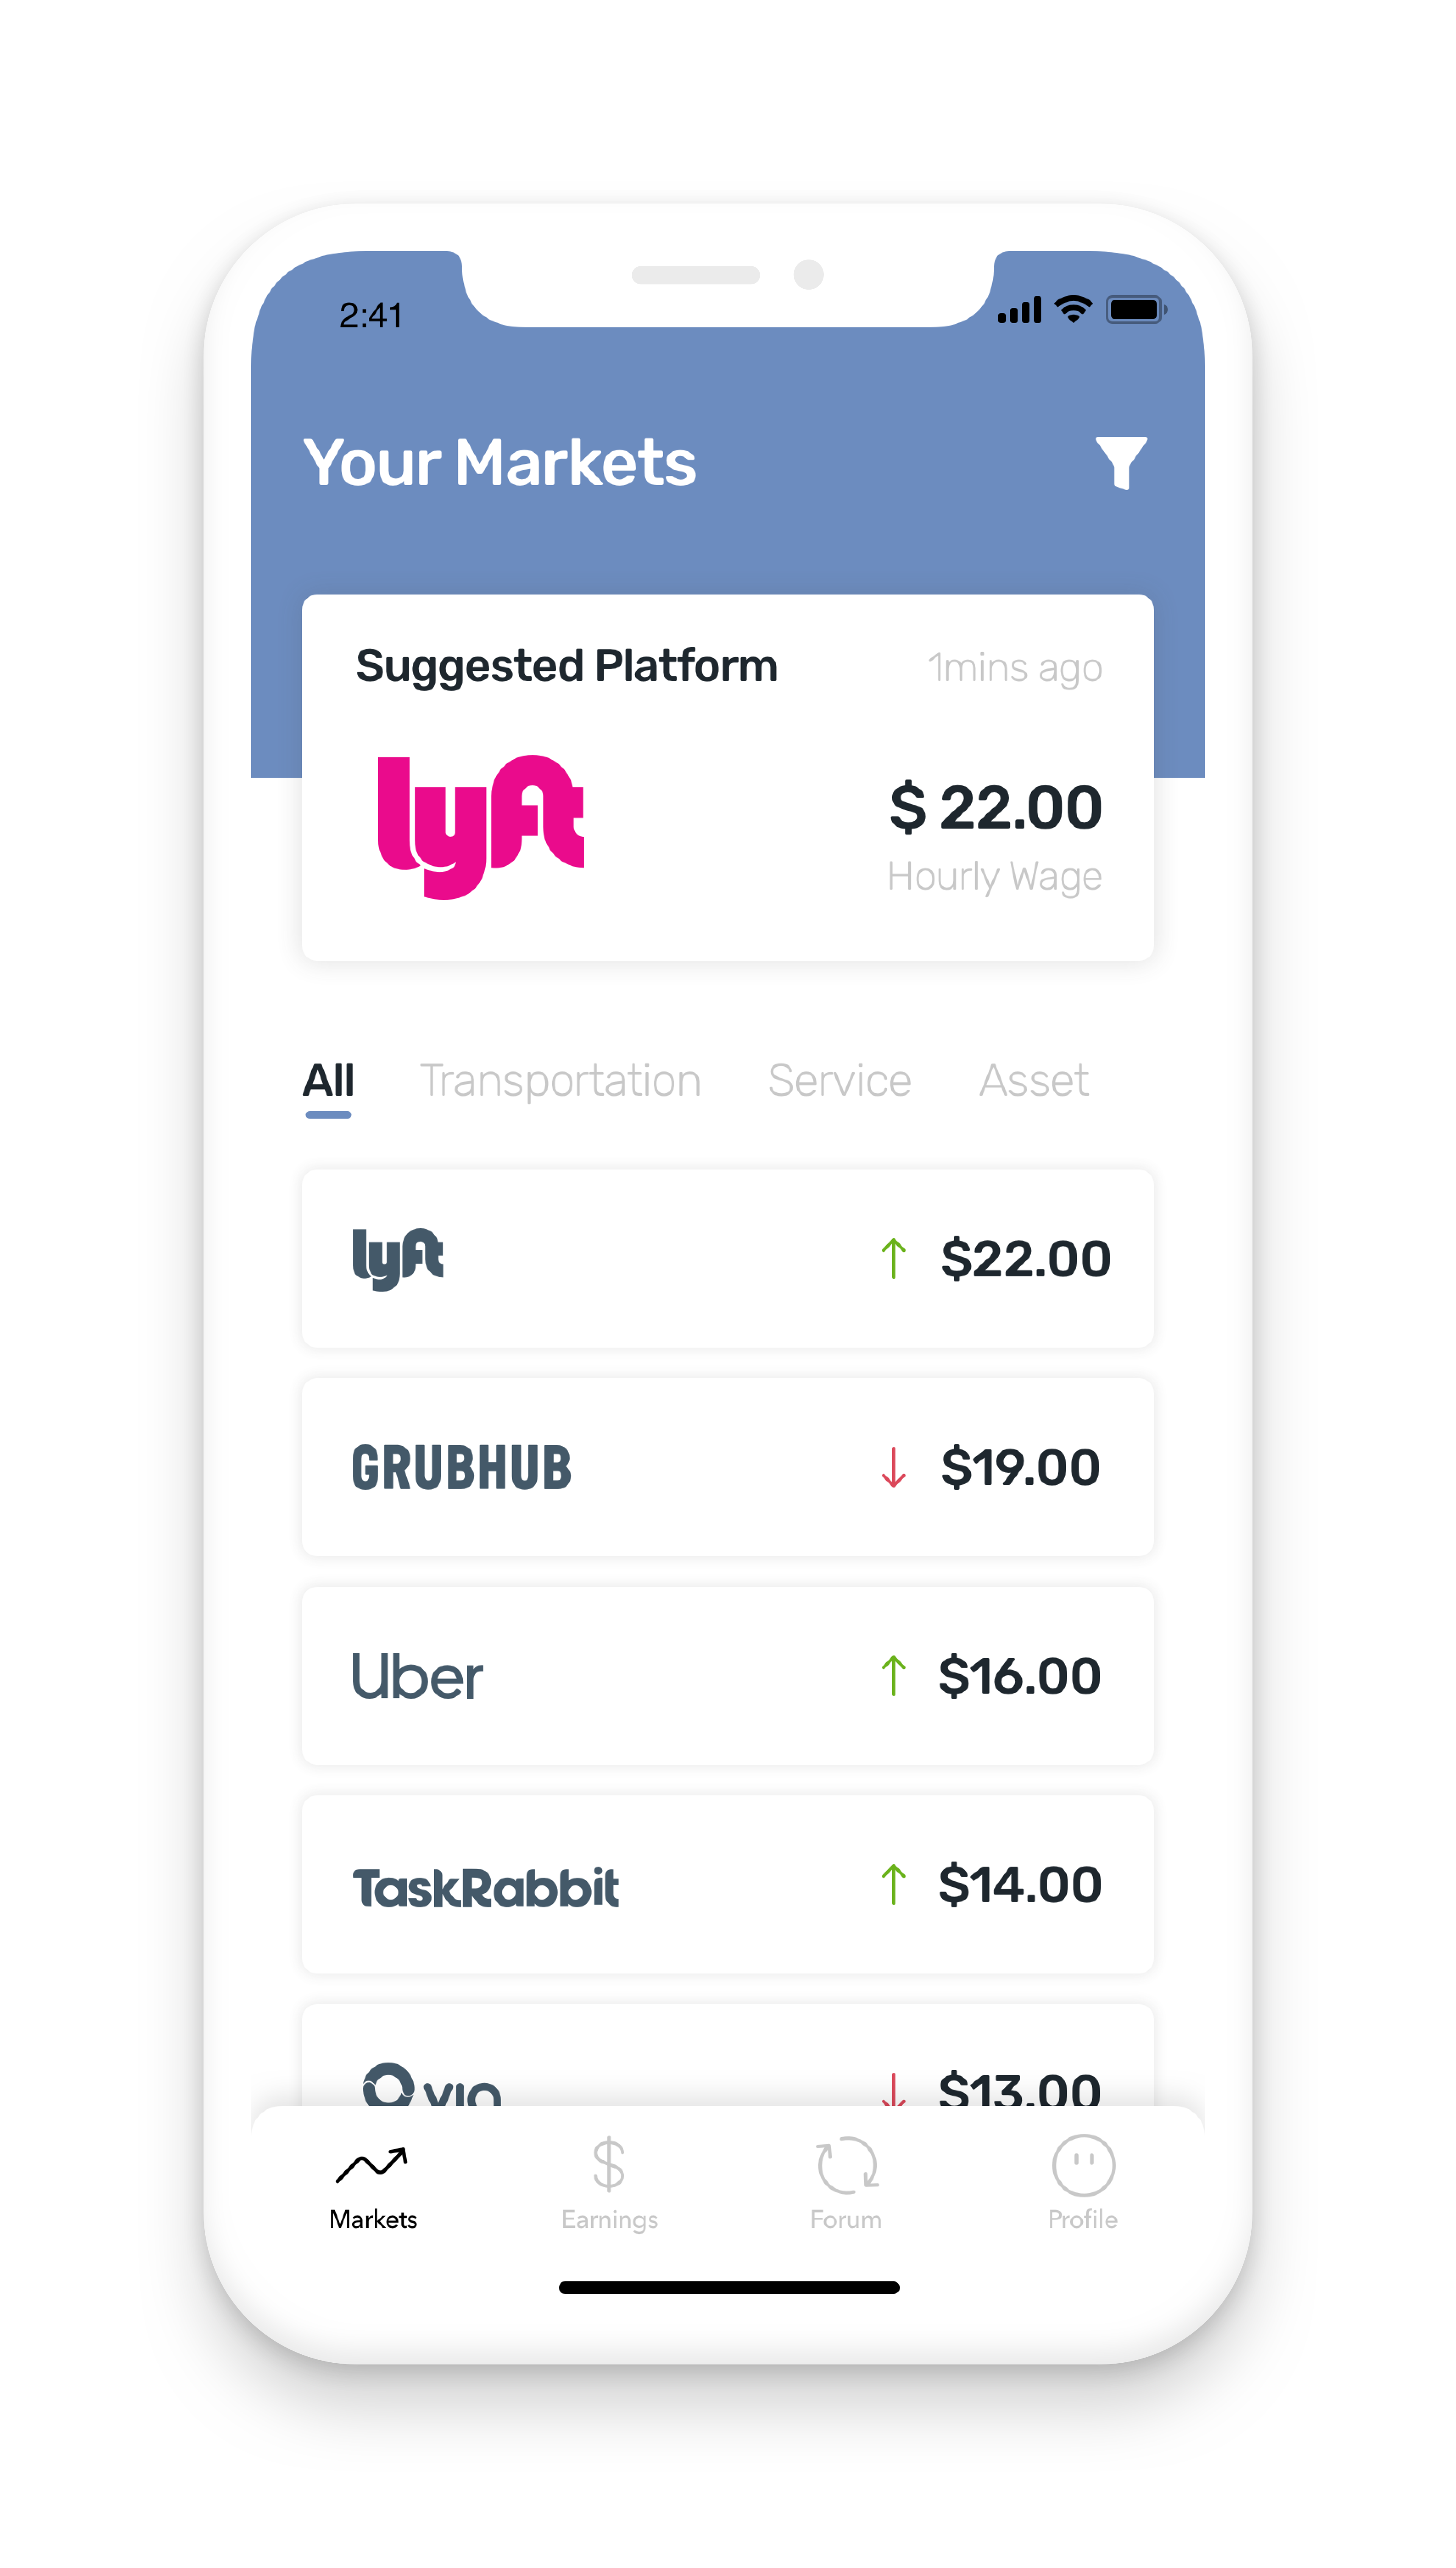 2:41
Your Markets
Suggested Platform 1mins ago
lyft
$ 22.00
Hourly Wage
All Transportation Service Asset
lyft $22.00
GRUBHUB $19.00
Uber $16.00
TaskRabbit $14.00
via $13.00
Markets Earnings Forum Profile